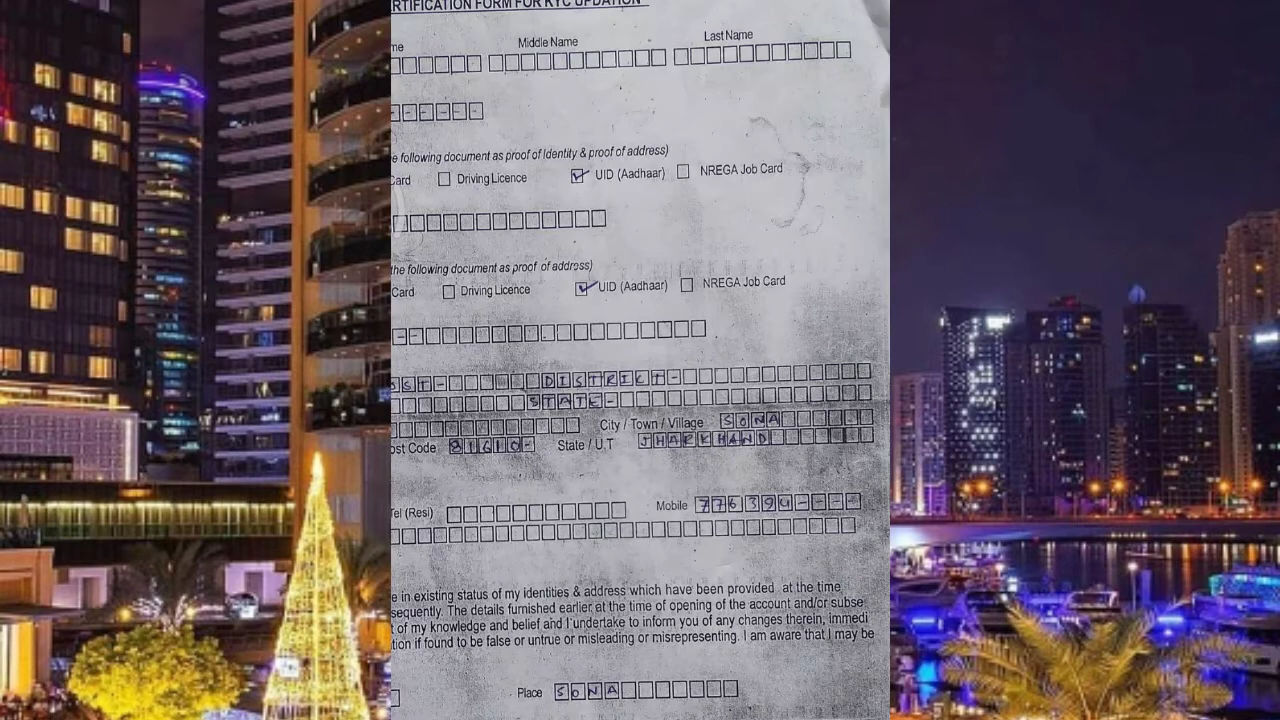 RTIFICATION FORM FOR KYC UPDATION
me Middle Name Last Name
e following document as proof of Identity & proof of address)
Card Driving Licence UID (Aadhaar) NREGA Job Card
the following document as proof of address)
Card Driving Licence UID (Aadhaar) NREGA Job Card
OST- DISTRICT-
STATE-
City / Town / Village SONA
ost Code 81610- State / U.T JHARKHAND
Tel (Resi) Mobile 776394----
e in existing status of my identities & address which have been provided at the time
sequently. The details furnished earlier at the time of opening of the account and/or subse
t of my knowledge and belief and I undertake to inform you of any changes therein, immedi
tion if found to be false or untrue or misleading or misrepresenting. I am aware that I may be
Place SONA